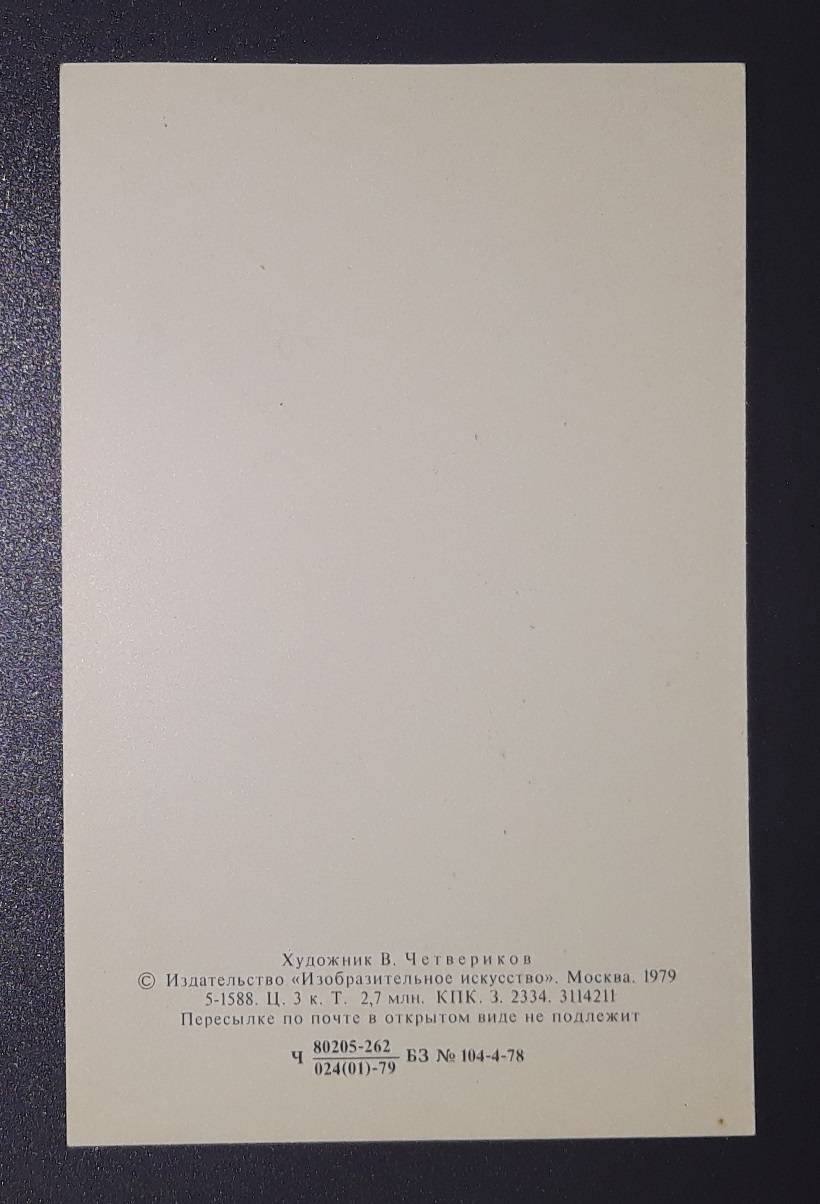 Художник В. Четвериков
© Издательство «Изобразительное искусство». Москва. 1979
5-1588. Ц. 3 к. Т. 2,7 млн. КПК. З. 2334. 3114211
Пересылке по почте в открытом виде не подлежит
Ч 80205-262 БЗ № 104-4-78
024(01)-79